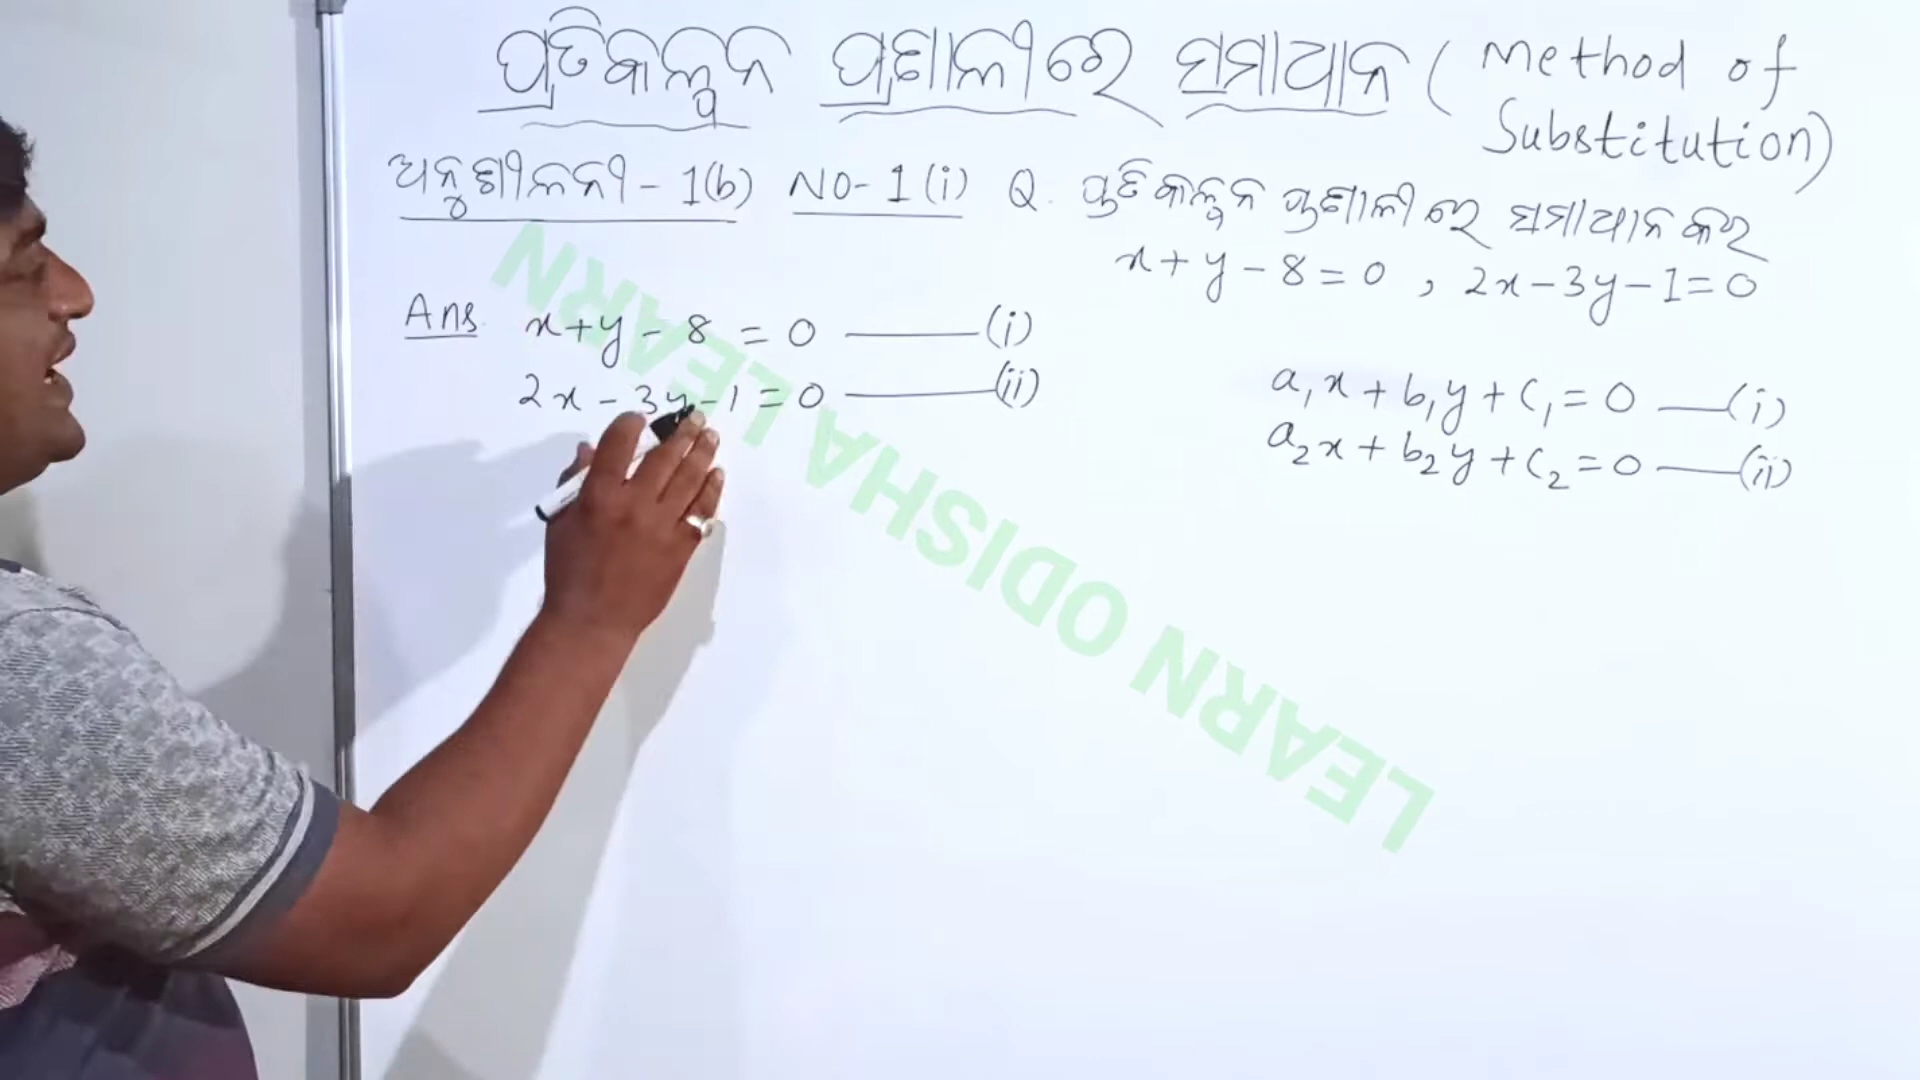 ପ୍ରତିକଳ୍ପନ ପ୍ରଣାଳୀରେ ସମାଧାନ ( Method of
Substitution)
ଅନୁଶୀଳନୀ - 1(b) NO- 1 (i) Q. ପ୍ରତିକଳ୍ପନ ପ୍ରଣାଳୀରେ ସମାଧାନ କର
x + y - 8 = 0 , 2x - 3y - 1 = 0
Ans. x + y - 8 = 0 ——— (i)
2x - 3y - 1 = 0 ——— (ii)
a₁x + b₁y + c₁ = 0 —— (i)
a₂x + b₂y + c₂ = 0 —— (ii)
LEARN ODISHA LEARN